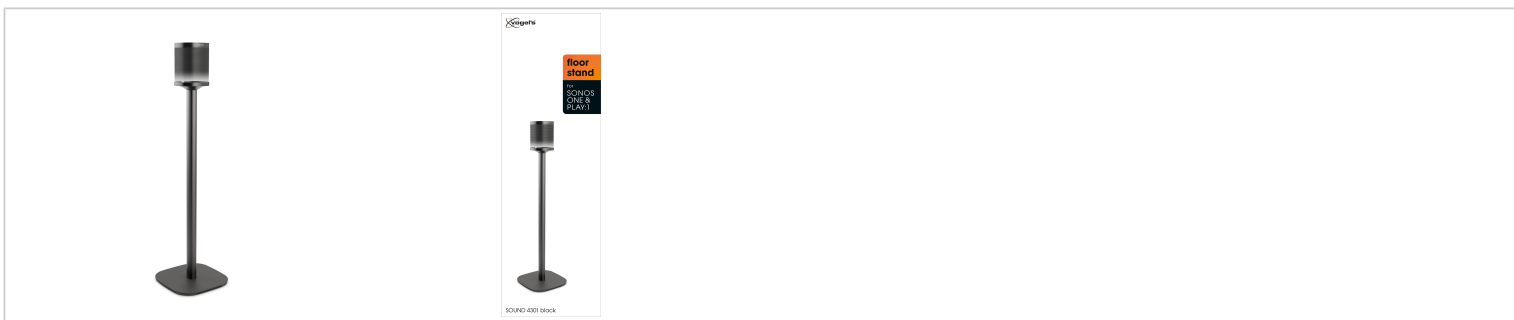 vogel's
floor
stand
for
SONOS
ONE &
PLAY:1
SOUND 4301 black